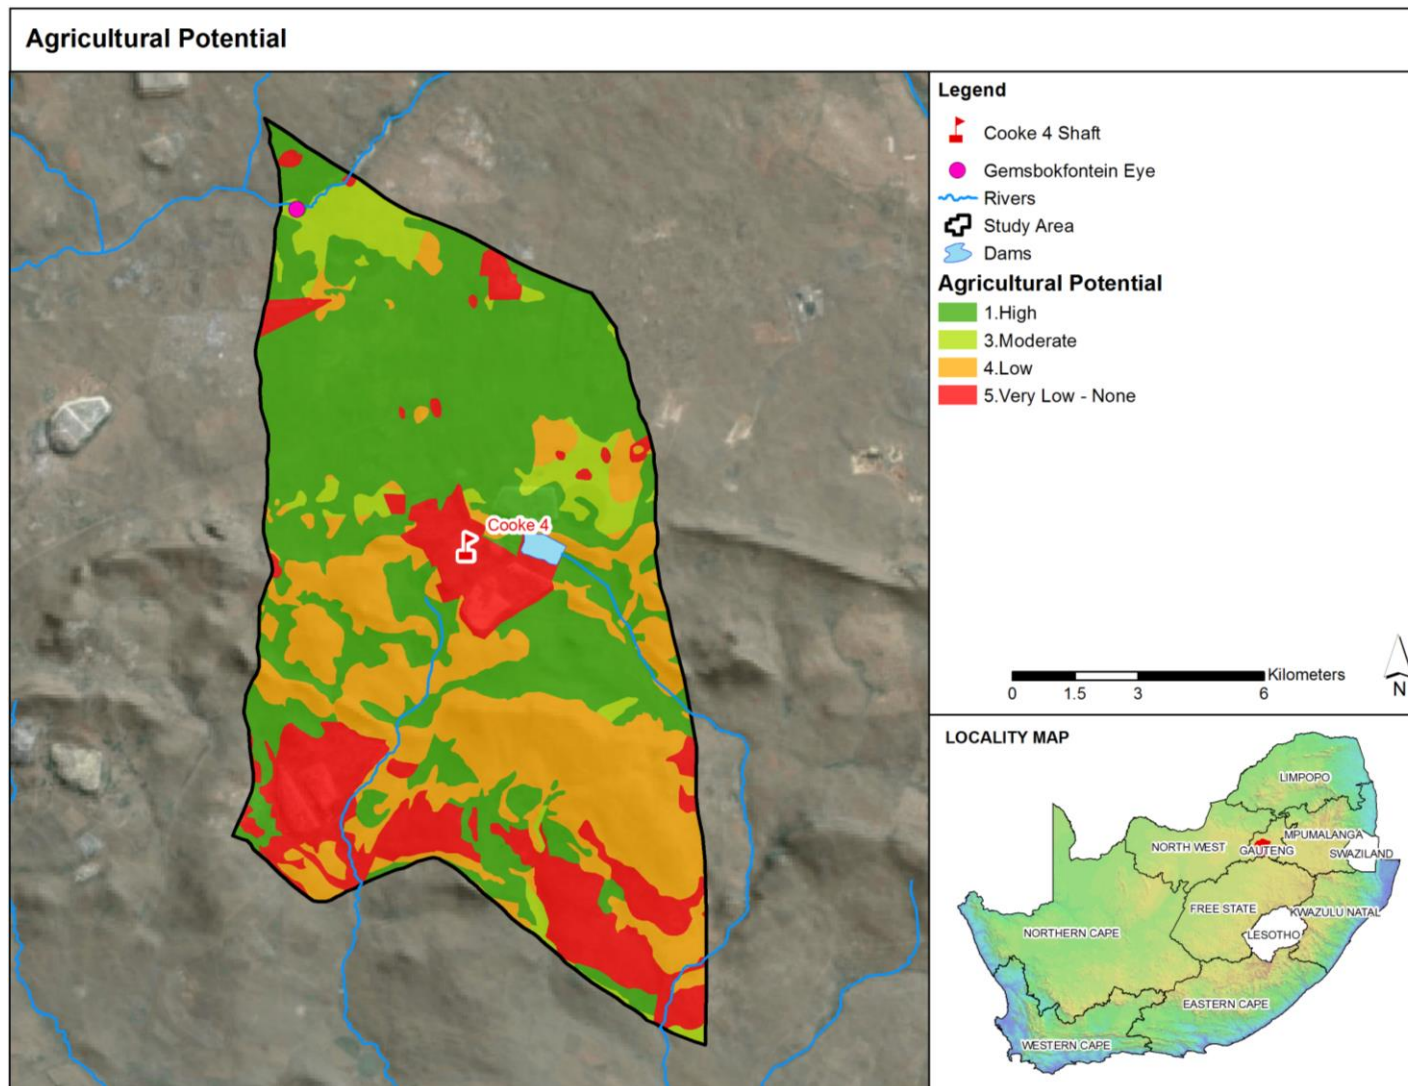 Agricultural Potential
Cooke 4
Legend
Cooke 4 Shaft
Gemsbokfontein Eye
Rivers
Study Area
Dams
Agricultural Potential
1.High
3.Moderate
4.Low
5.Very Low - None
Kilometers
0 1.5 3 6
N
LOCALITY MAP
LIMPOPO
MPUMALANGA
NORTH WEST
GAUTENG
SWAZILAND
FREE STATE
KWAZULU NATAL
NORTHERN CAPE
LESOTHO
EASTERN CAPE
WESTERN CAPE